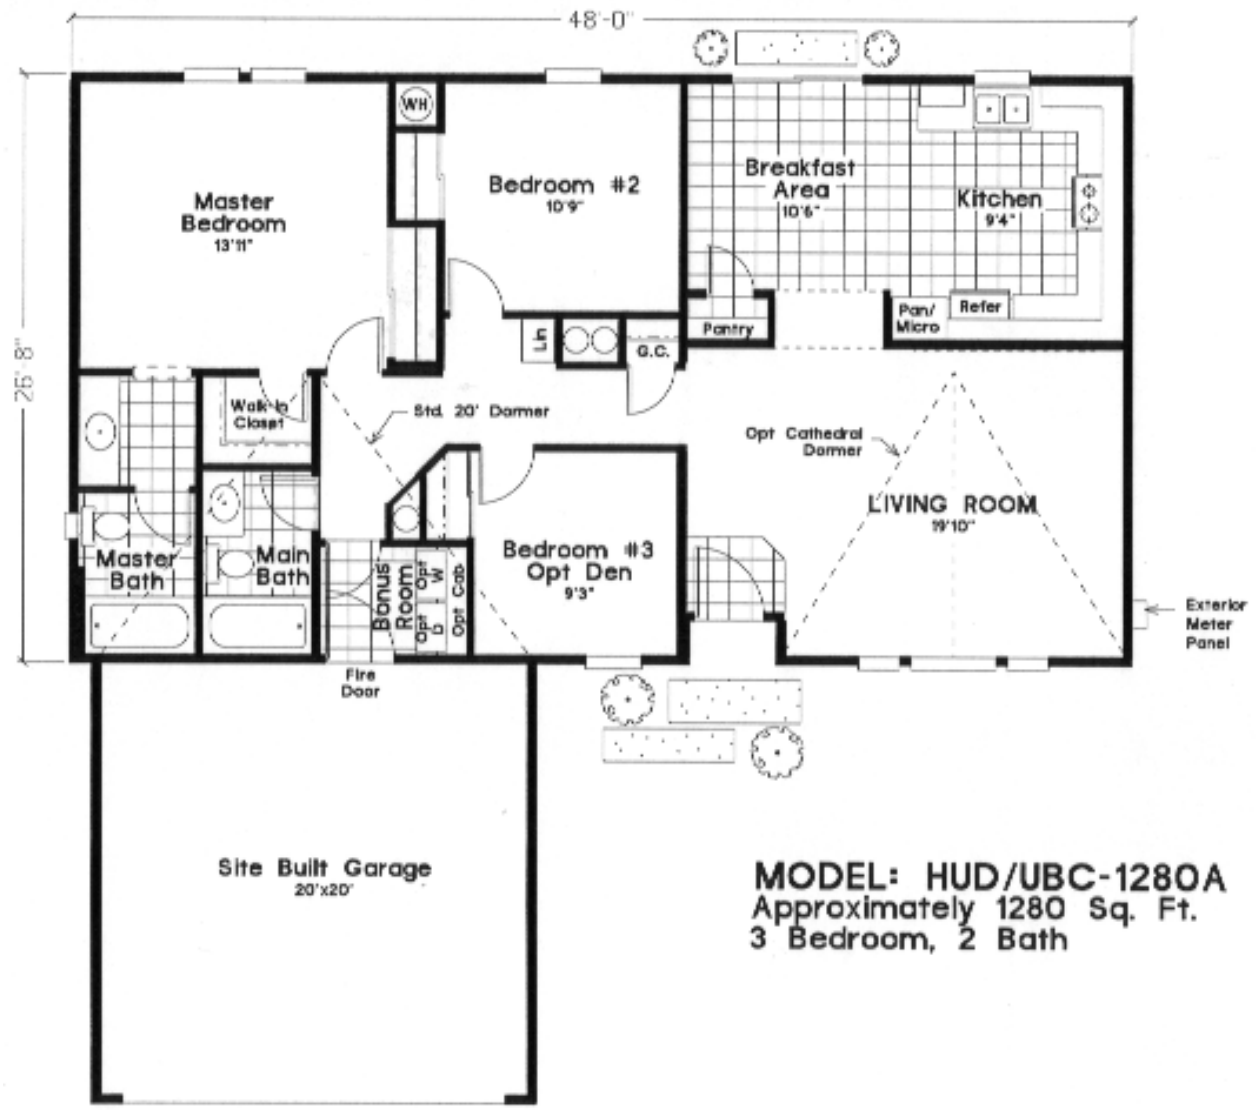 48'-0"
26'-8"
WH
Master
Bedroom
13'11"
Bedroom #2
10'9"
Breakfast
Area
10'6"
Kitchen
9'4"
Pan/
Micro
Refer
Pantry
Lin
G.C.
Walk-In
Closet
Std. 20' Dormer
Opt Cathedral
Dormer
LIVING ROOM
19'10"
Master
Bath
Main
Bath
Bonus
Room
Opt
W
Opt
D
Opt Cab
Bedroom #3
Opt Den
9'3"
Exterior
Meter
Panel
Fire
Door
Site Built Garage
20'x20'
MODEL: HUD/UBC-1280A
Approximately 1280 Sq. Ft.
3 Bedroom, 2 Bath